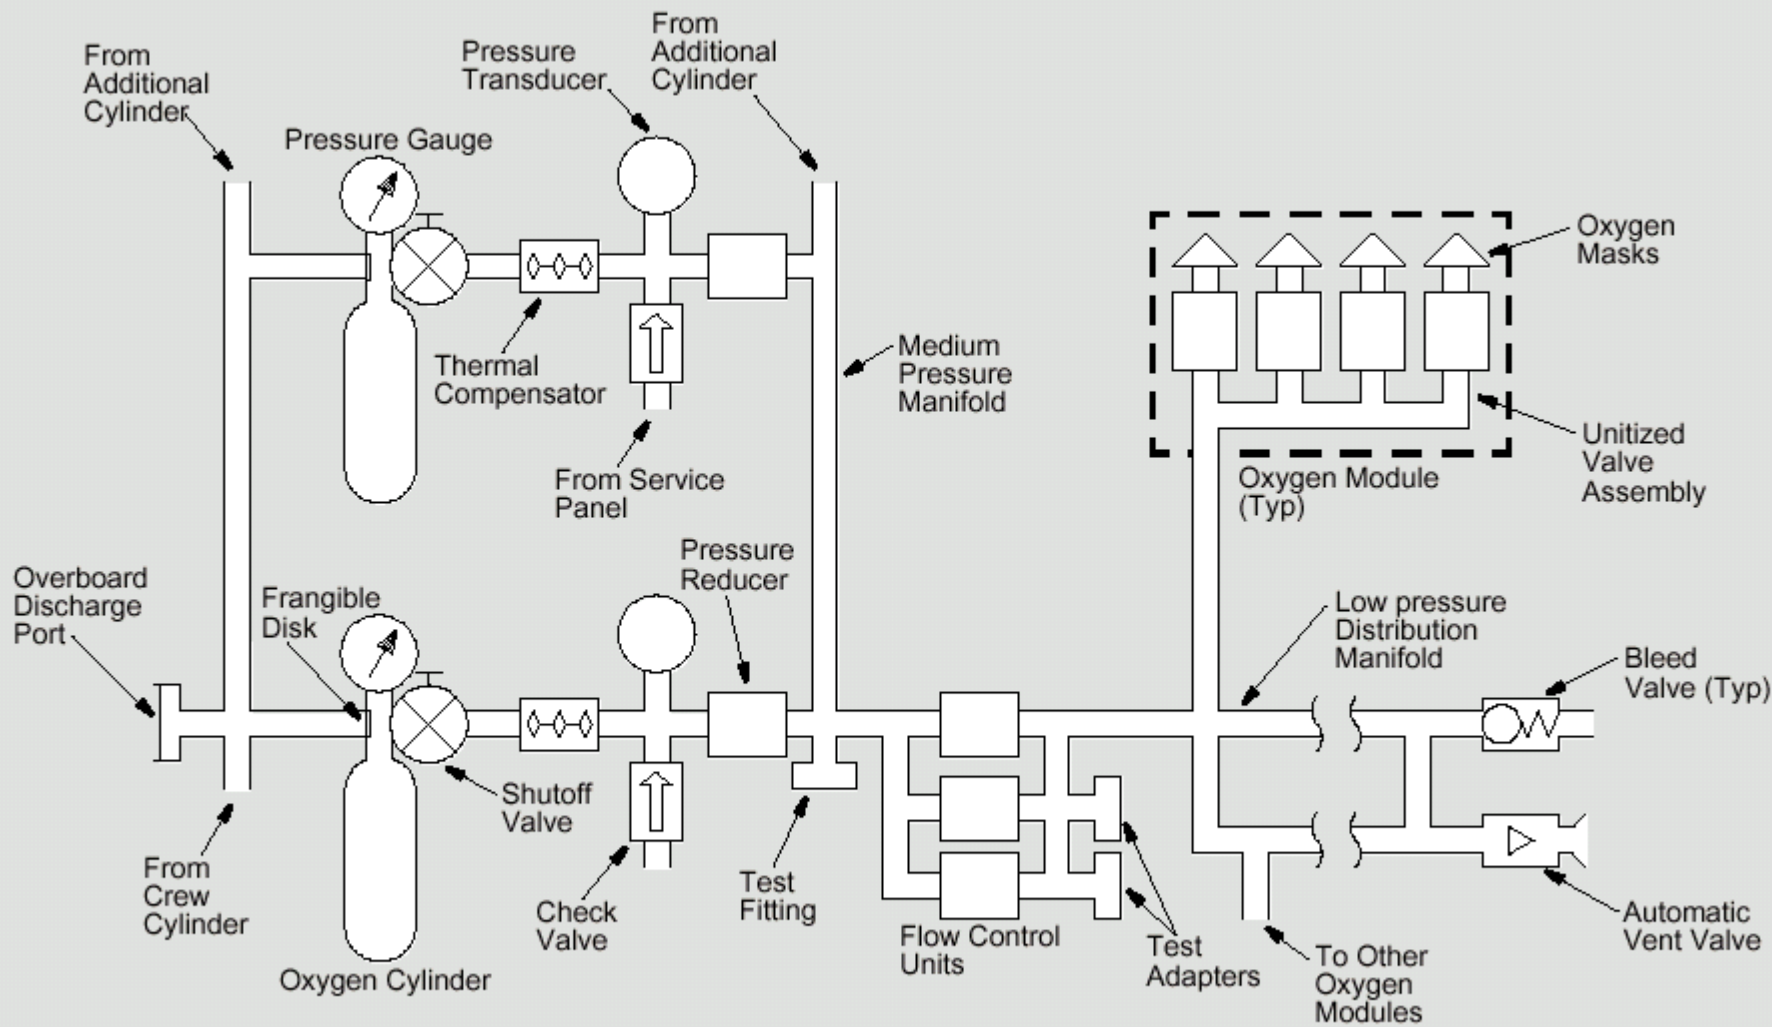 From
Additional
Cylinder
Pressure Gauge
Pressure
Transducer
From
Additional
Cylinder
Thermal
Compensator
From Service
Panel
Medium
Pressure
Manifold
Oxygen
Masks
Unitized
Valve
Assembly
Oxygen Module
(Typ)
Overboard
Discharge
Port
Frangible
Disk
Pressure
Reducer
Low pressure
Distribution
Manifold
Bleed
Valve (Typ)
Shutoff
Valve
From
Crew
Cylinder
Oxygen Cylinder
Check
Valve
Test
Fitting
Flow Control
Units
Test
Adapters
To Other
Oxygen
Modules
Automatic
Vent Valve